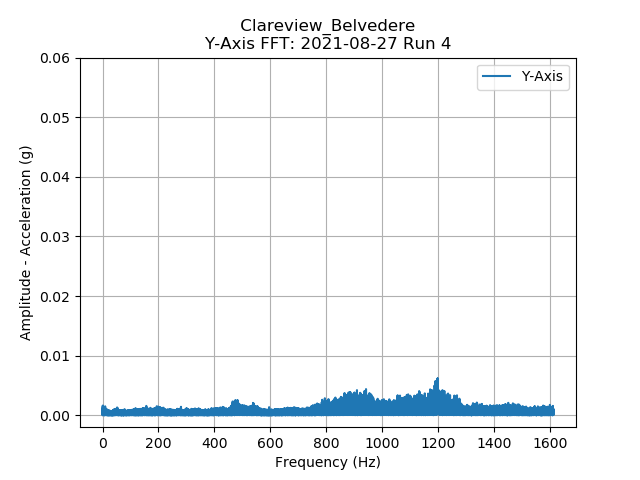 Clareview_Belvedere
Y-Axis FFT: 2021-08-27 Run 4
Y-Axis
0.06
0.05
0.04
0.03
0.02
0.01
0.00
Amplitude - Acceleration (g)
0 200 400 600 800 1000 1200 1400 1600
Frequency (Hz)